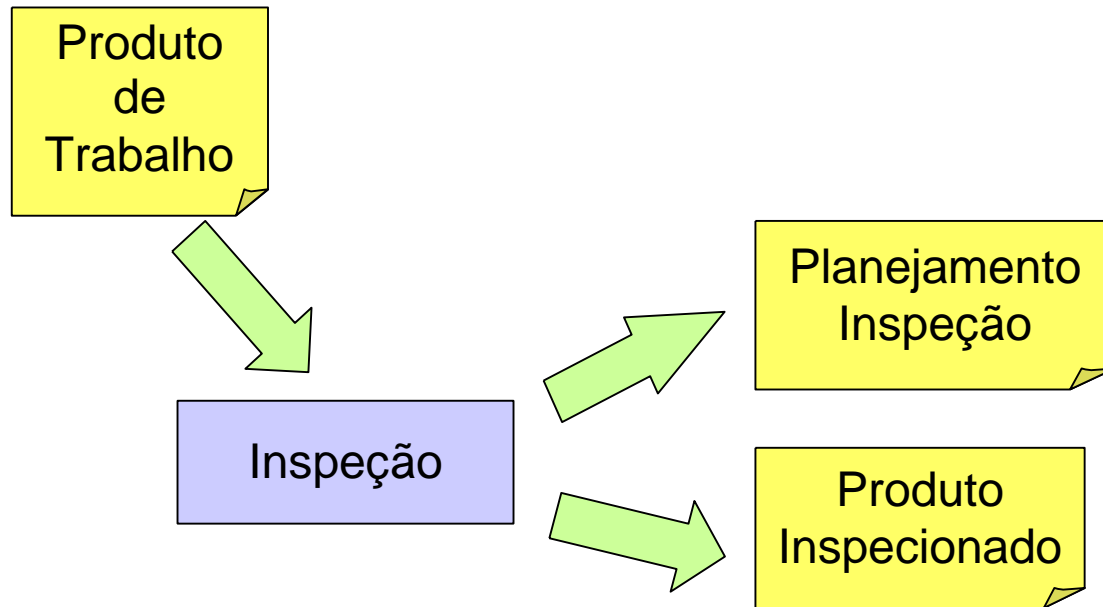 Produto
de
Trabalho
Planejamento
Inspeção
Inspeção
Produto
Inspecionado